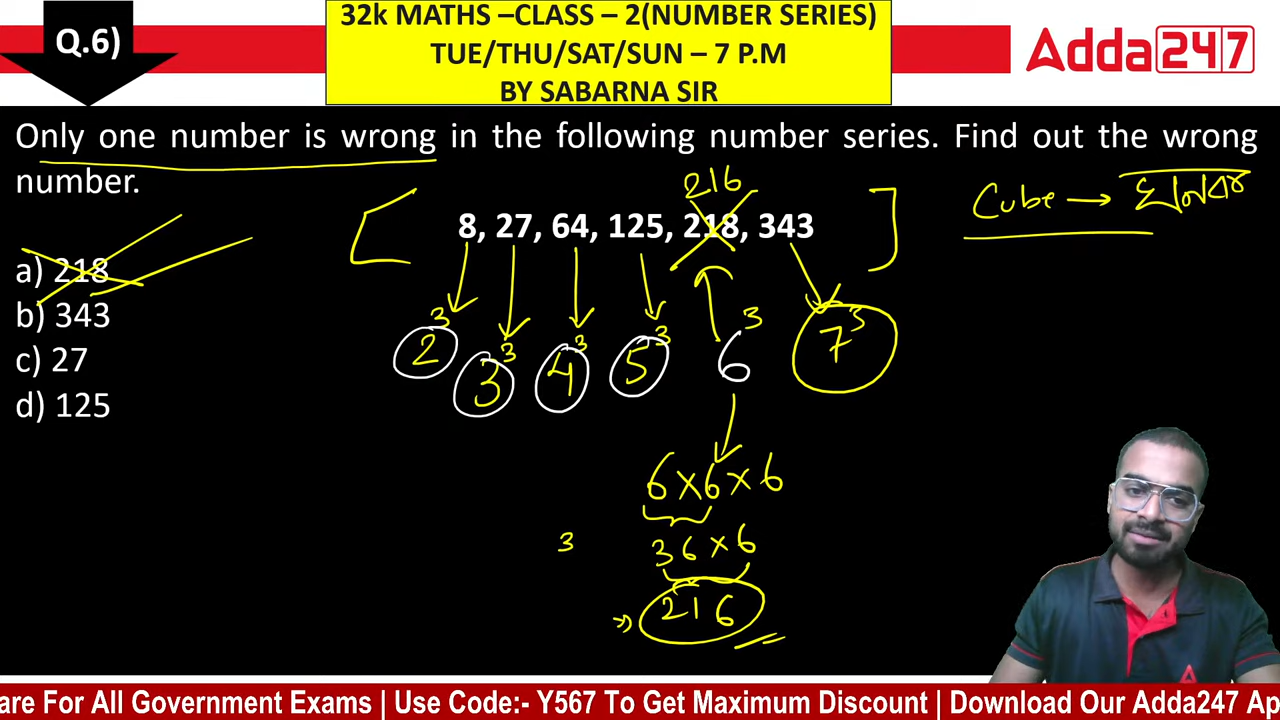 Q.6)
32k MATHS –CLASS – 2(NUMBER SERIES)
TUE/THU/SAT/SUN – 7 P.M
BY SABARNA SIR
Adda247
Only one number is wrong in the following number series. Find out the wrong
number.
216
Cube → ଘନଫଳ
8, 27, 64, 125, 218, 343
a) 218
b) 343
c) 27
d) 125
2³ 3³ 4³ 5³ 6³ 7³
6×6×6
3
36×6
216
are For All Government Exams | Use Code:- Y567 To Get Maximum Discount | Download Our Adda247 Ap